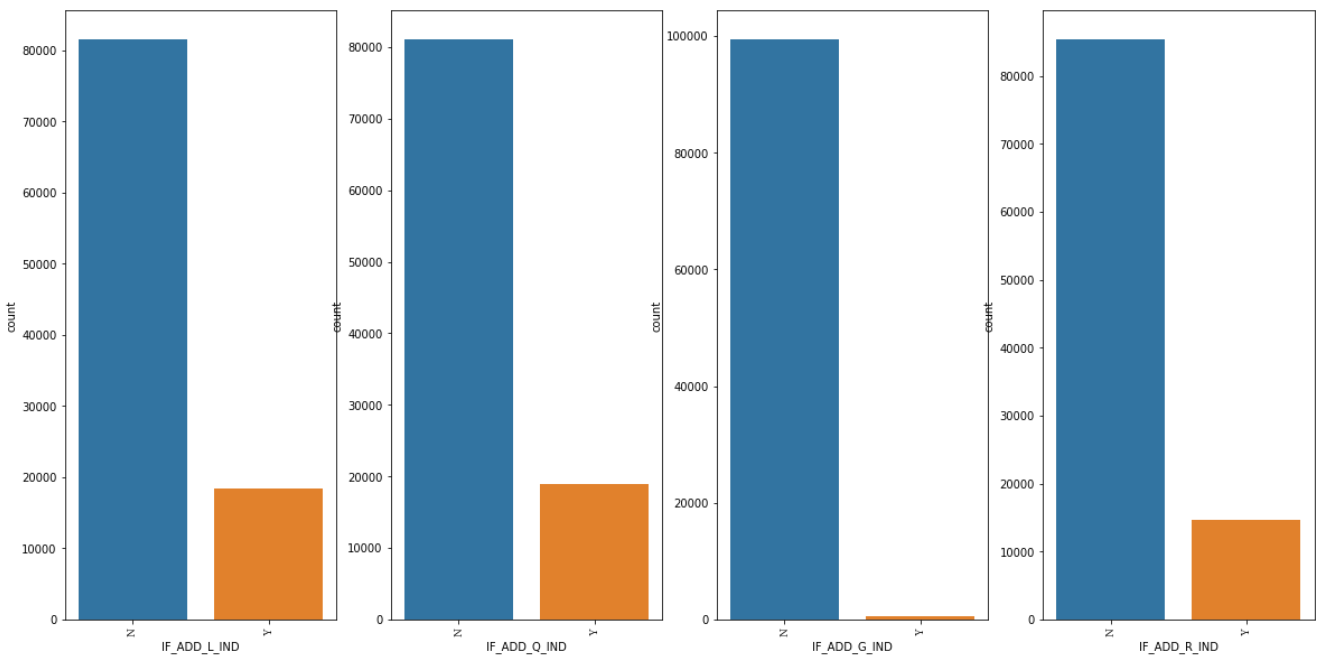 80000
70000
60000
50000
40000
30000
20000
10000
0
count
N
Y
IF_ADD_L_IND
80000
70000
60000
50000
40000
30000
20000
10000
0
count
N
Y
IF_ADD_Q_IND
100000
80000
60000
40000
20000
0
count
N
Y
IF_ADD_G_IND
80000
70000
60000
50000
40000
30000
20000
10000
0
count
N
Y
IF_ADD_R_IND